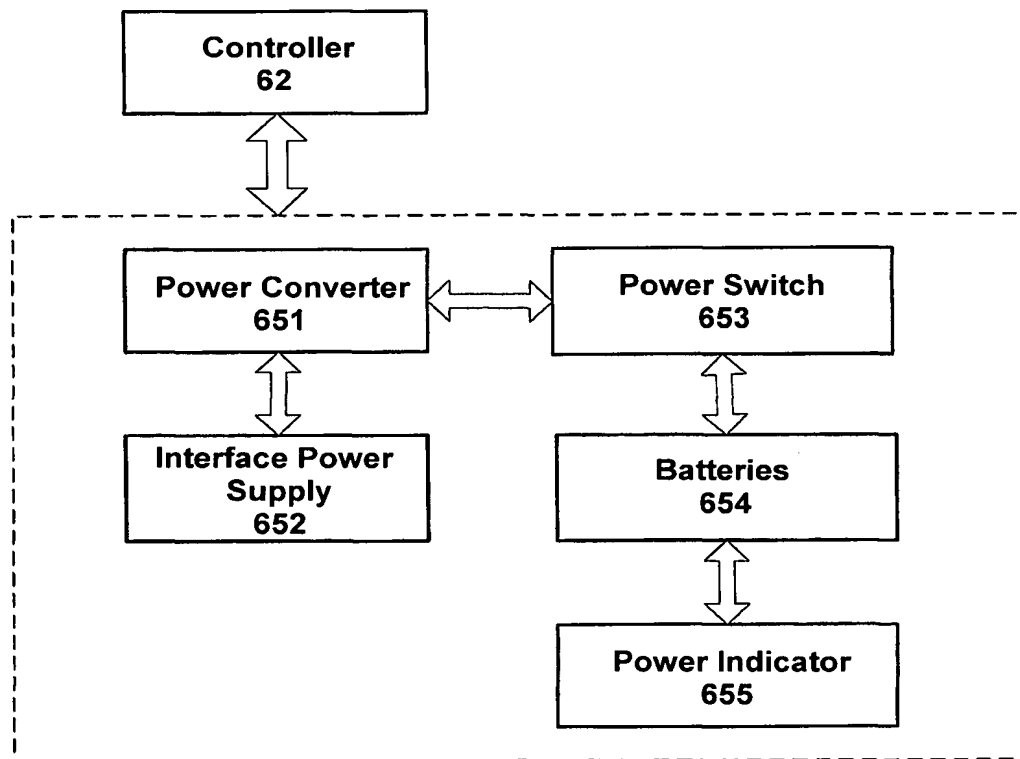 Controller
62
Power Converter
651
Power Switch
653
Interface Power
Supply
652
Batteries
654
Power Indicator
655